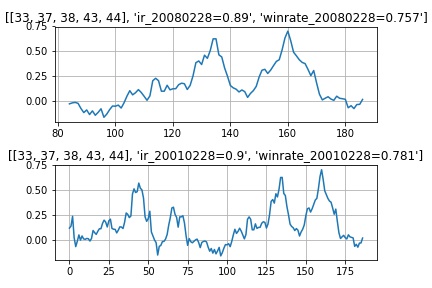 [[33, 37, 38, 43, 44], 'ir_20080228=0.89', 'winrate_20080228=0.757']
0.75
0.50
0.25
0.00
80 100 120 140 160 180
[[33, 37, 38, 43, 44], 'ir_20010228=0.9', 'winrate_20010228=0.781']
0.75
0.50
0.25
0.00
0 25 50 75 100 125 150 175